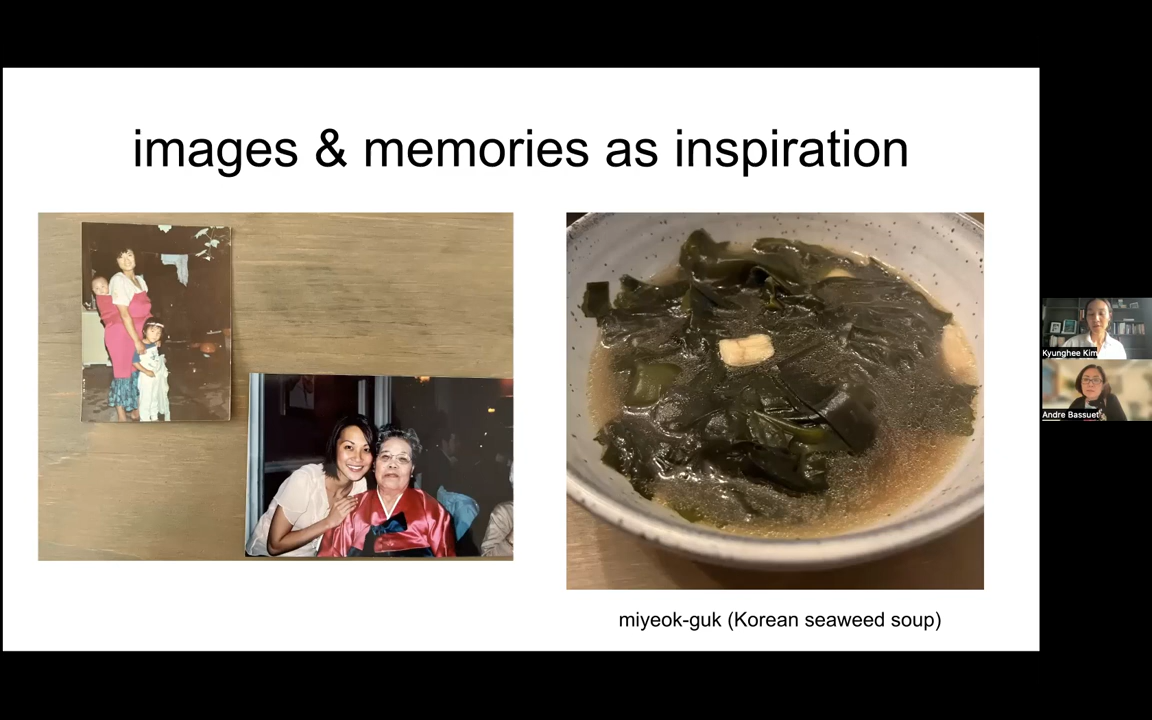 images & memories as inspiration
miyeok-guk (Korean seaweed soup)
Kyunghee Kim
Andre Bassuet